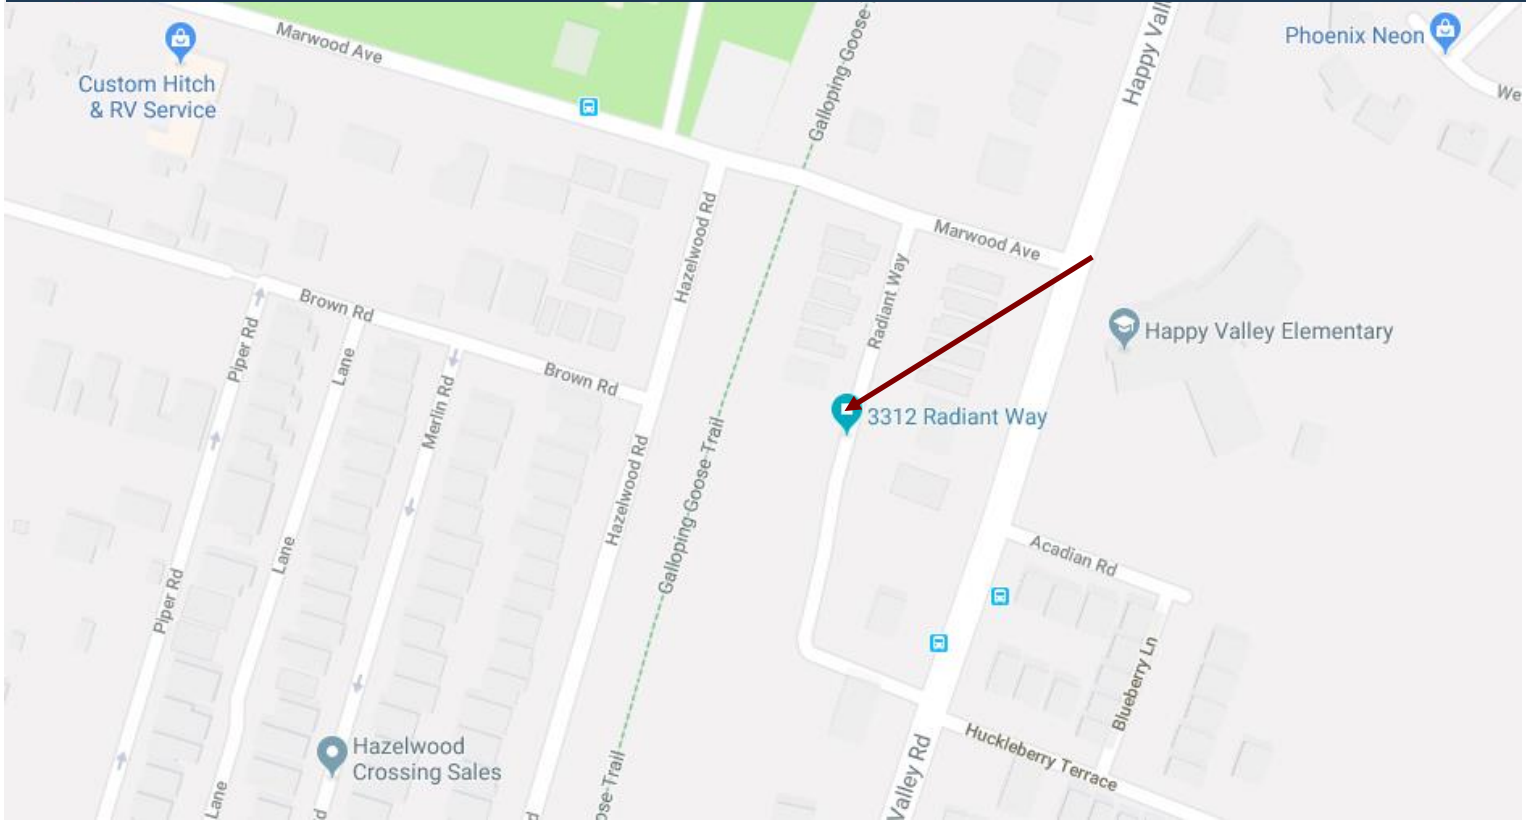 Marwood Ave
Custom Hitch
& RV Service
Galloping-Goose-
Happy Vall
Phoenix Neon
We
Hazelwood Rd
Marwood Ave
Radiant Way
Happy Valley Elementary
Brown Rd
Piper Rd
Lane
Merlin Rd
Brown Rd
3312 Radiant Way
Hazelwood Rd
Galloping-Goose-Trail
Acadian Rd
Lane
Piper Rd
Blueberry Ln
Huckleberry Terrace
Hazelwood
Crossing Sales
Valley Rd
ose-Trail
Lane
d
d